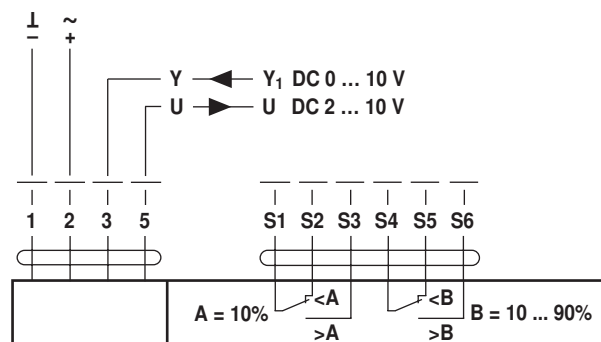 ⊥ ~
– +
Y Y₁ DC 0 ... 10 V
U U DC 2 ... 10 V
1 2 3 5 S1 S2 S3 S4 S5 S6
<A <B
A = 10% B = 10 ... 90%
>A >B